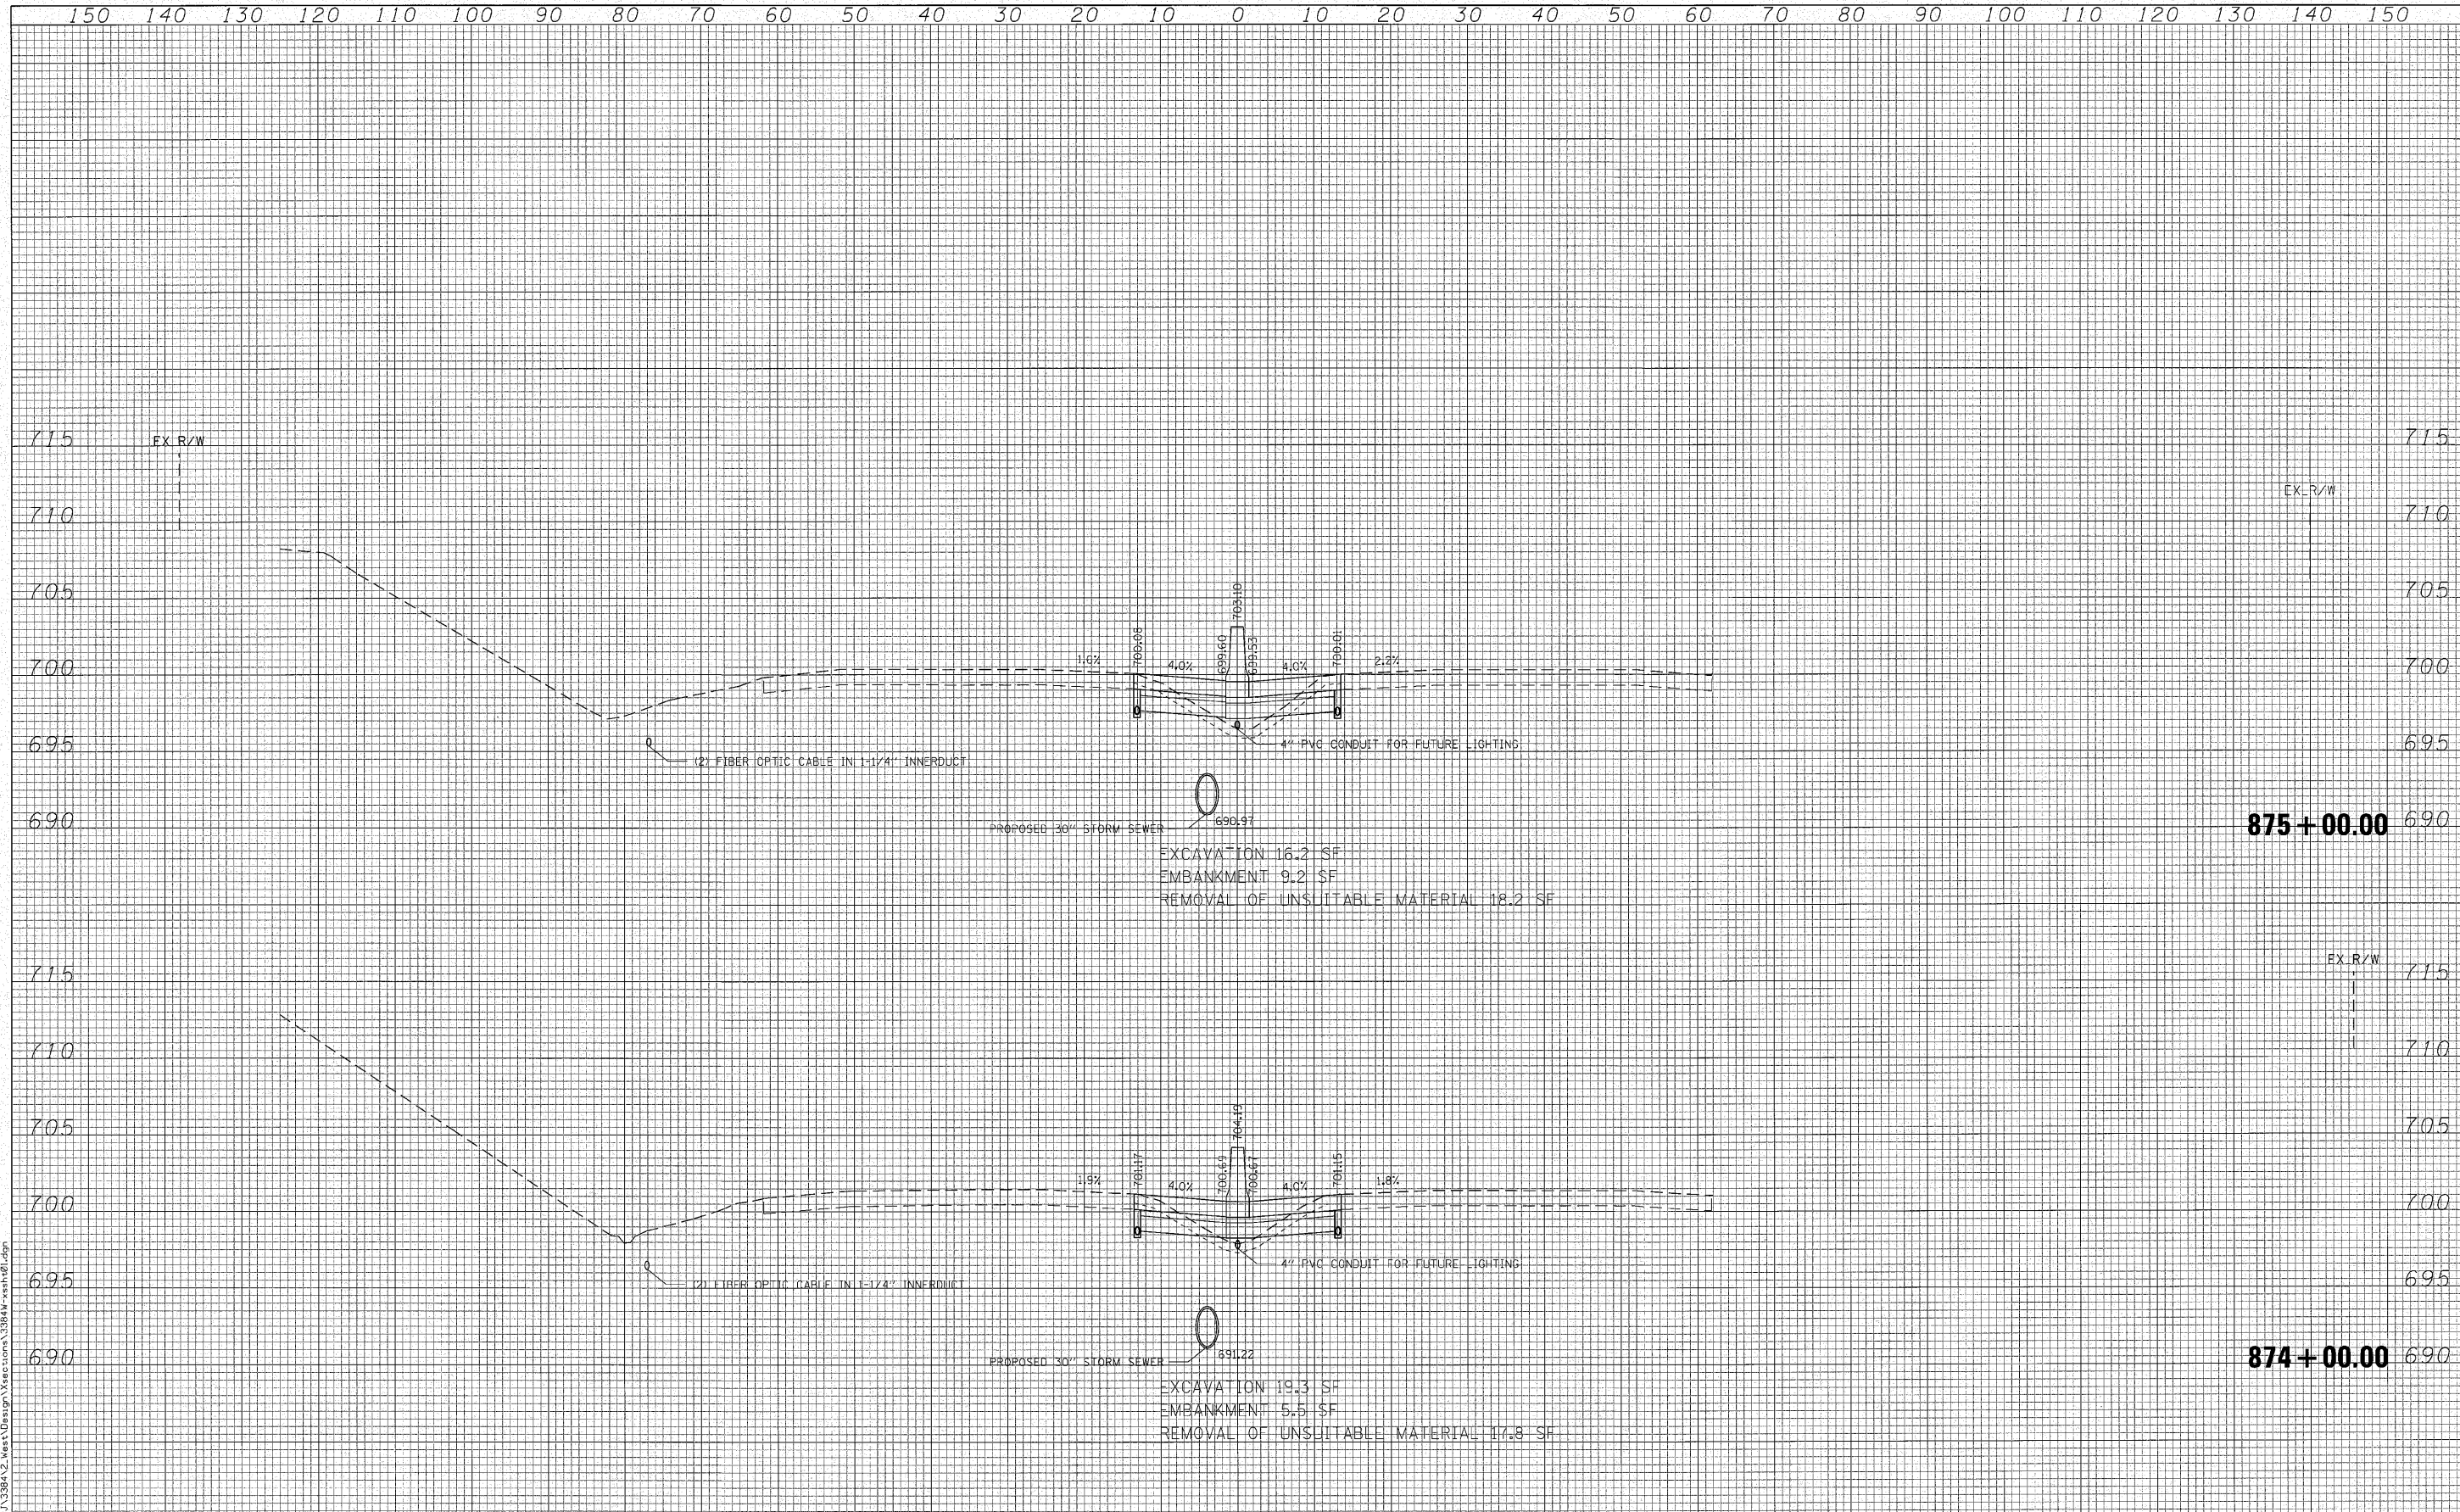 150 140 130 120 110 100 90 80 70 60 50 40 30 20 10 0 10 20 30 40 50 60 70 80 90 100 110 120 130 140 150
715 EX R/W 715
710 EX_R/W 710
705 705
703.10
700.08 699.60 699.53 700.01
700 1.6% 4.0% 4.0% 2.2% 700
695 4" PVC CONDUIT FOR FUTURE LIGHTING 695
(2) FIBER OPTIC CABLE IN 1-1/4" INNERDUCT
690 PROPOSED 30" STORM SEWER 690.97 875+00.00 690
EXCAVATION 16.2 SF
EMBANKMENT 9.2 SF
REMOVAL OF UNSUITABLE MATERIAL 18.2 SF
EX_R/W
715 715
710 710
705 704.19 705
701.17 700.69 700.67 701.15
1.9% 4.0% 4.0% 1.8%
700 700
4" PVC CONDUIT FOR FUTURE LIGHTING
695 (2) FIBER OPTIC CABLE IN 1-1/4" INNERDUCT 695
690 PROPOSED 30" STORM SEWER 691.22 874+00.00 690
EXCAVATION 19.3 SF
EMBANKMENT 5.5 SF
REMOVAL OF UNSUITABLE MATERIAL 17.8 SF
J:\3384\2_West\Design\Xsections\3384W-xssht01.dgn